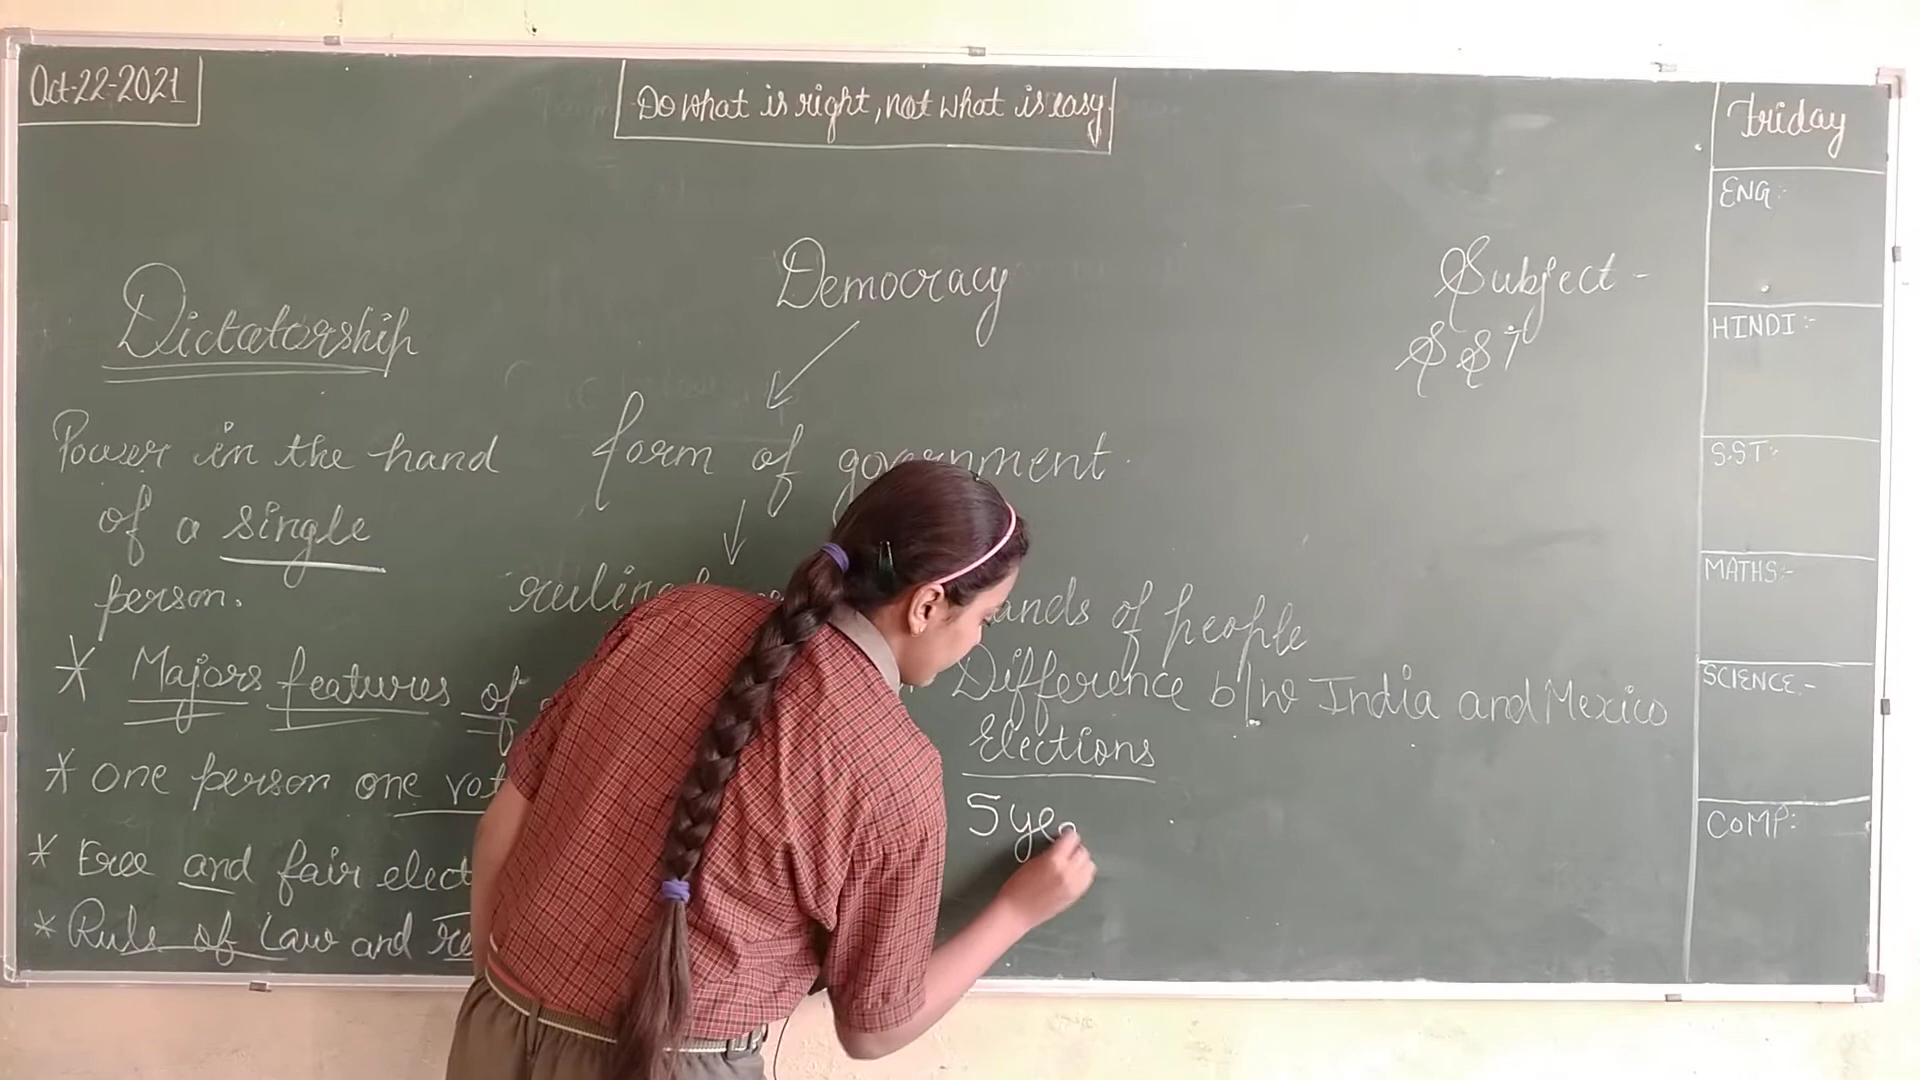 Oct-22-2021
Do what is right, not what is easy.
Friday
ENG:-
HINDI:-
S.ST:-
MATHS:-
SCIENCE:-
COMP:-
Subject -
S S T
Democracy
form of government.
ruling
ands of people
Dictatorship
Power in the hand
of a single
person.
* Majors features of
* One person one vot
* Free and fair elect
* Rule of Law and re
Difference b/w India and Mexico
Elections
5 ye